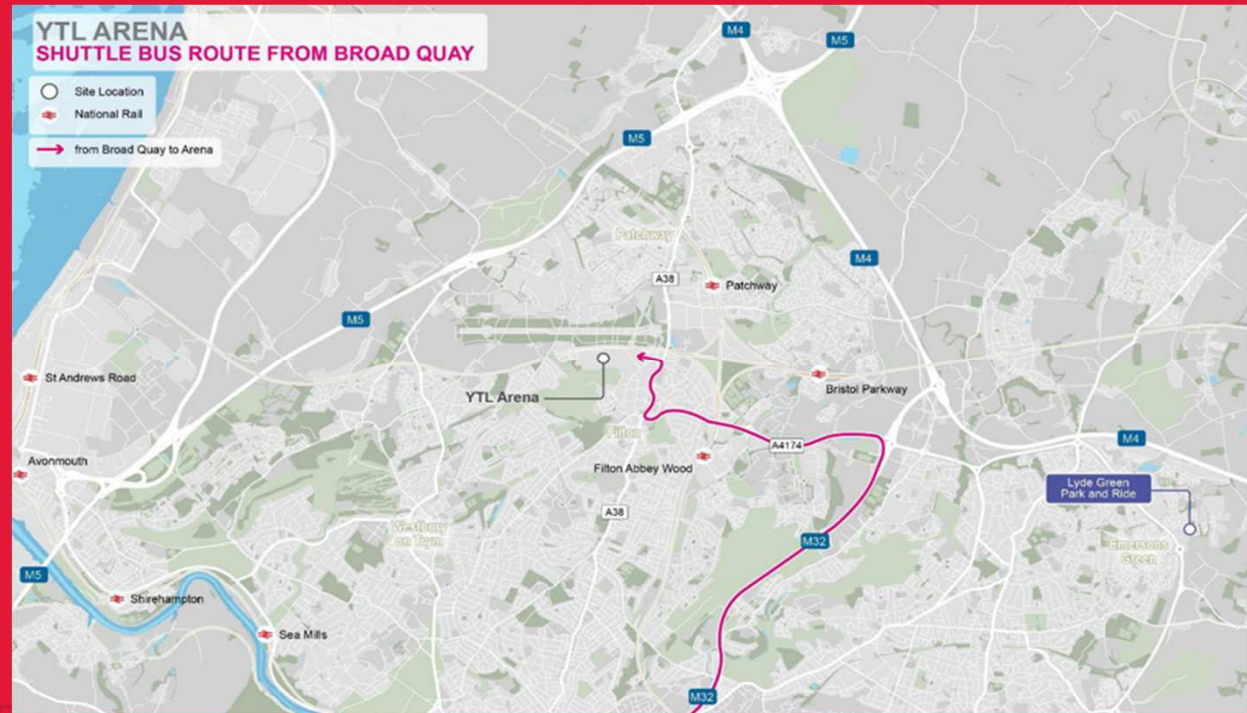 YTL ARENA
SHUTTLE BUS ROUTE FROM BROAD QUAY
Site Location
National Rail
from Broad Quay to Arena
M4
M5
M5
Patchway
M4
A38
Patchway
M5
St Andrews Road
Bristol Parkway
YTL Arena
Filton
M4
A4174
Avonmouth
Filton Abbey Wood
Lyde Green
Park and Ride
A38
Westbury
on Trym
M32
Emersons
Green
M5
Shirehampton
Sea Mills
M32